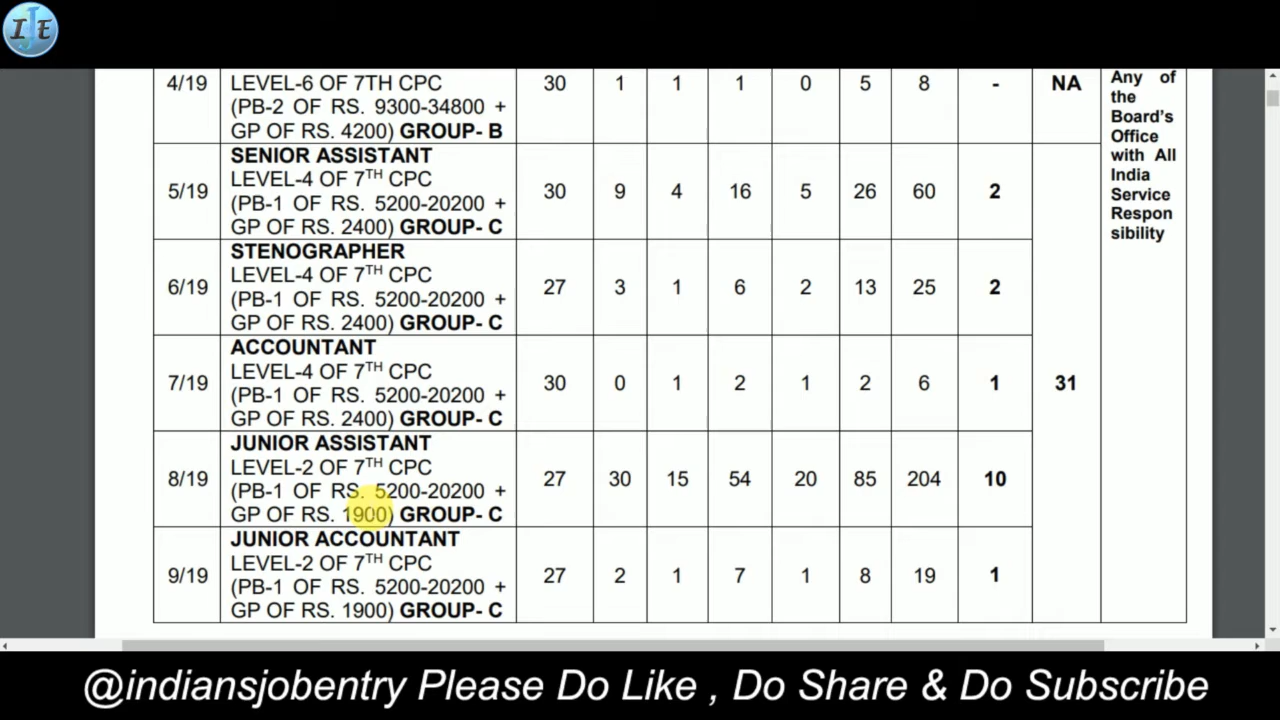 IJE
4/19 LEVEL-6 OF 7TH CPC 30 1 1 1 0 5 8 - NA
(PB-2 OF RS. 9300-34800 +
GP OF RS. 4200) GROUP- B
Any of
the
Board's
Office
with All
India
Service
Respon
sibility
SENIOR ASSISTANT
5/19 LEVEL-4 OF 7TH CPC 30 9 4 16 5 26 60 2
(PB-1 OF RS. 5200-20200 +
GP OF RS. 2400) GROUP- C
STENOGRAPHER
6/19 LEVEL-4 OF 7TH CPC 27 3 1 6 2 13 25 2
(PB-1 OF RS. 5200-20200 +
GP OF RS. 2400) GROUP- C
ACCOUNTANT
7/19 LEVEL-4 OF 7TH CPC 30 0 1 2 1 2 6 1 31
(PB-1 OF RS. 5200-20200 +
GP OF RS. 2400) GROUP- C
JUNIOR ASSISTANT
8/19 LEVEL-2 OF 7TH CPC 27 30 15 54 20 85 204 10
(PB-1 OF RS. 5200-20200 +
GP OF RS. 1900) GROUP- C
JUNIOR ACCOUNTANT
9/19 LEVEL-2 OF 7TH CPC 27 2 1 7 1 8 19 1
(PB-1 OF RS. 5200-20200 +
GP OF RS. 1900) GROUP- C
@indiansjobentry Please Do Like , Do Share & Do Subscribe